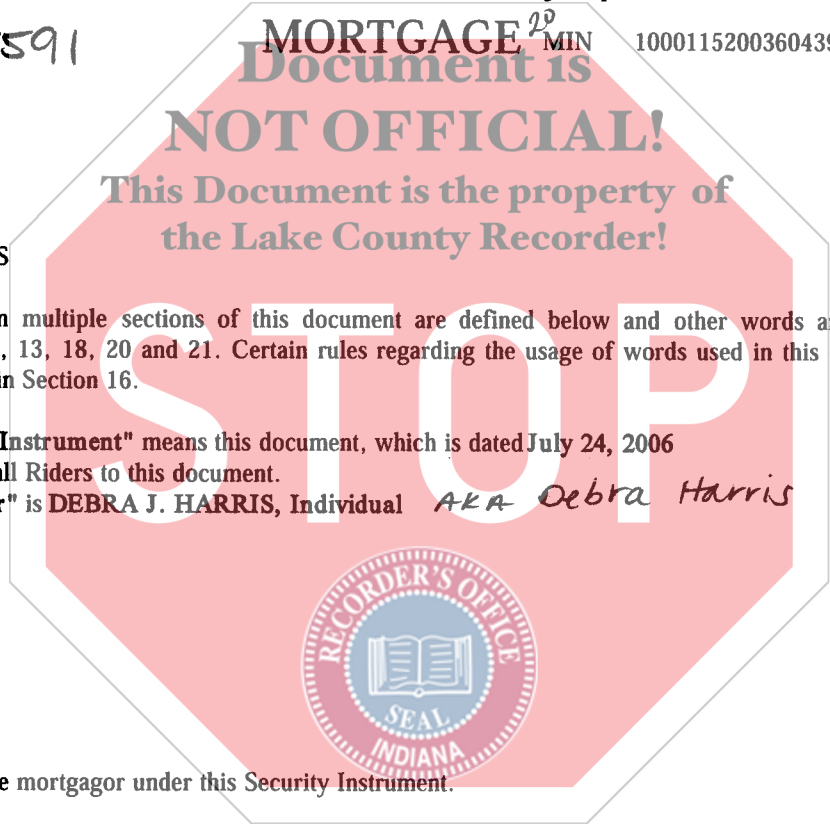 591 MORTGAGE 20 MIN 100011520036043
Document is
NOT OFFICIAL!
This Document is the property of
the Lake County Recorder!
S
n multiple sections of this document are defined below and other words a
, 13, 18, 20 and 21. Certain rules regarding the usage of words used in this
in Section 16.
Instrument" means this document, which is dated July 24, 2006
ll Riders to this document.
r" is DEBRA J. HARRIS, Individual AKA Debra Harris
STOP
RECORDER'S OFFICE
SEAL
INDIANA
e mortgagor under this Security Instrument.